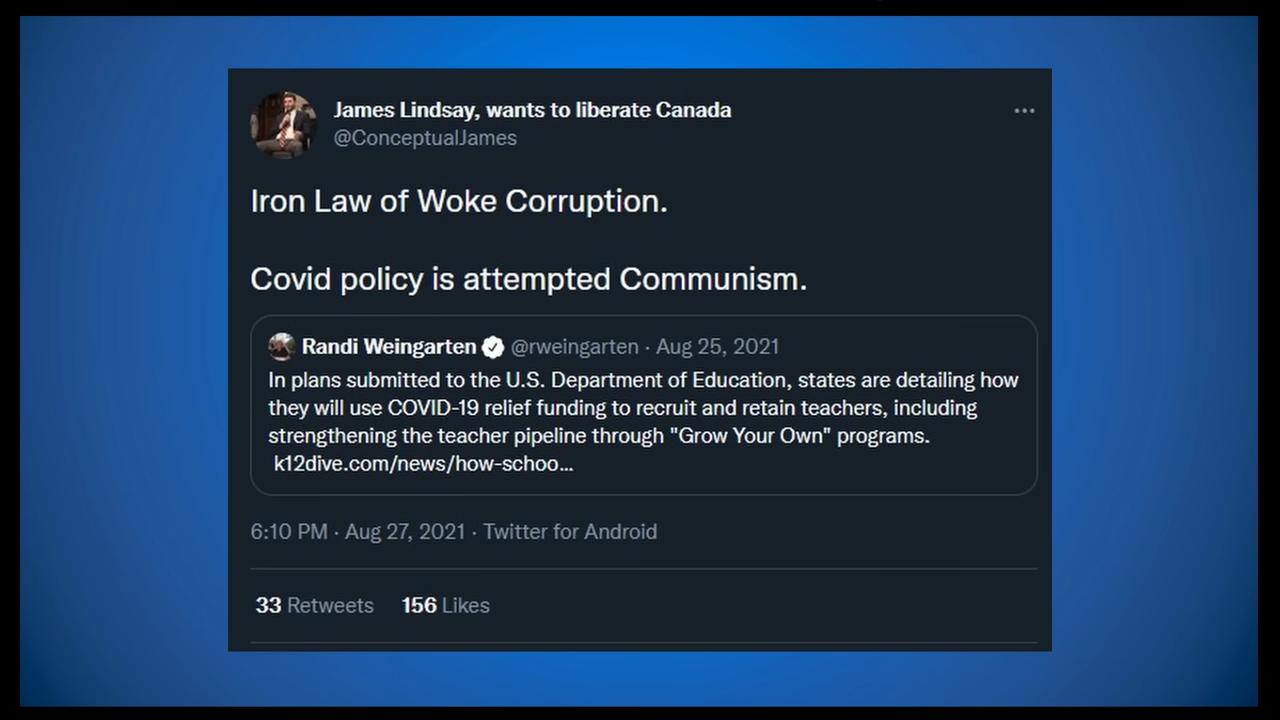 James Lindsay, wants to liberate Canada
@ConceptualJames
Iron Law of Woke Corruption.
Covid policy is attempted Communism.
Randi Weingarten @rweingarten · Aug 25, 2021
In plans submitted to the U.S. Department of Education, states are detailing how
they will use COVID-19 relief funding to recruit and retain teachers, including
strengthening the teacher pipeline through "Grow Your Own" programs.
k12dive.com/news/how-schoo...
6:10 PM · Aug 27, 2021 · Twitter for Android
33 Retweets 156 Likes